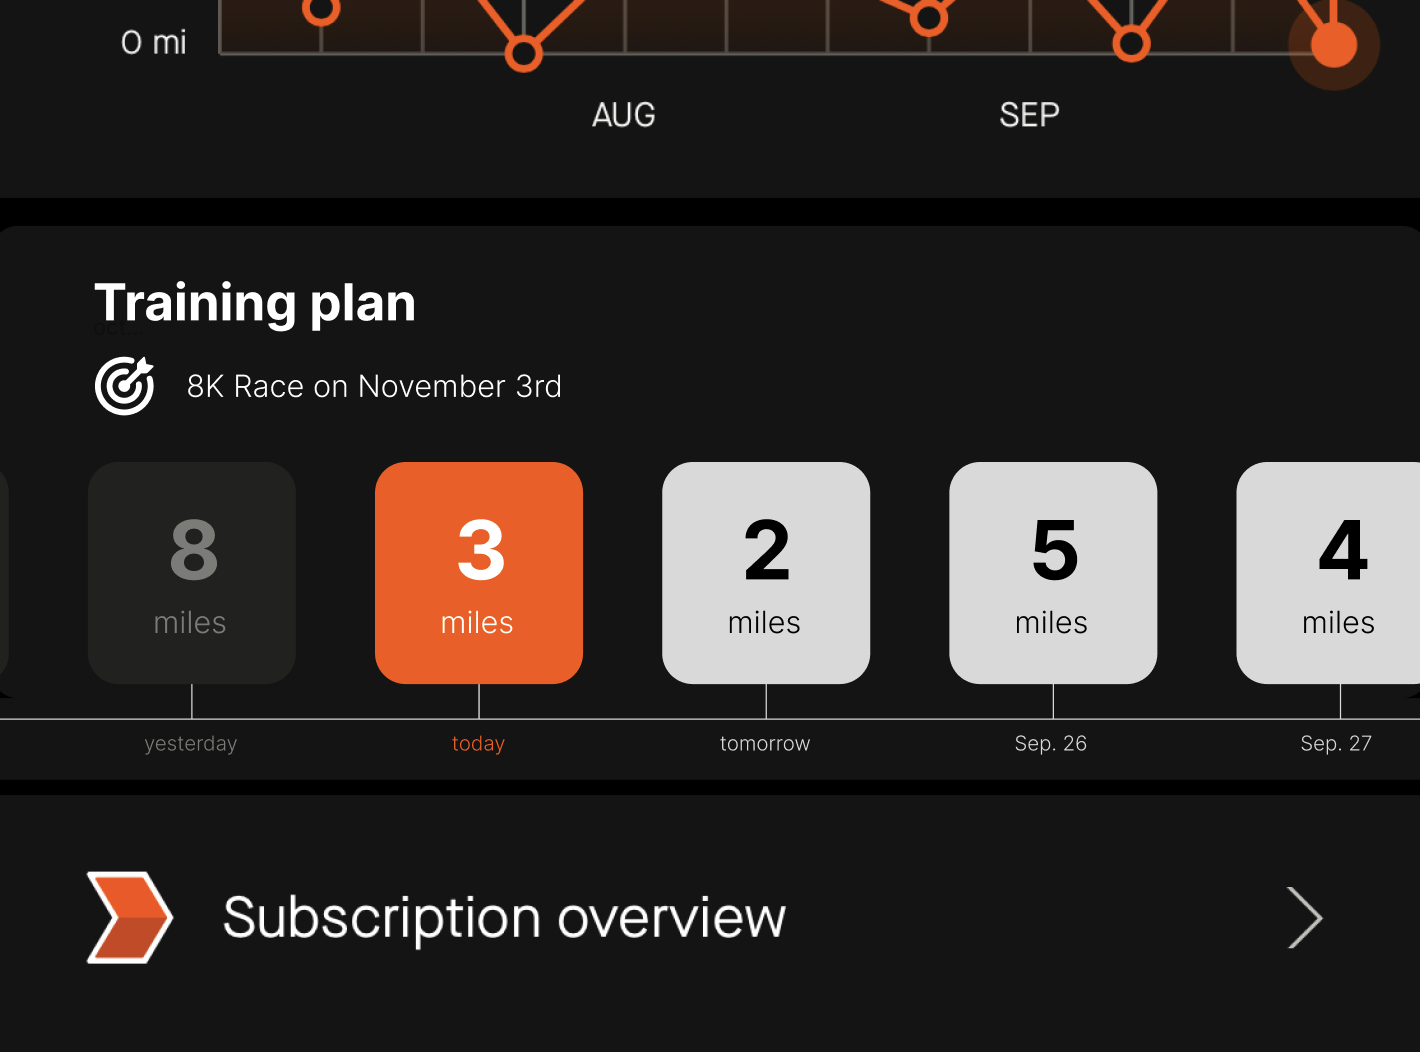 0 mi
AUG
SEP
Training plan
oct...
8K Race on November 3rd
8
miles
3
miles
2
miles
5
miles
4
miles
yesterday
today
tomorrow
Sep. 26
Sep. 27
Subscription overview